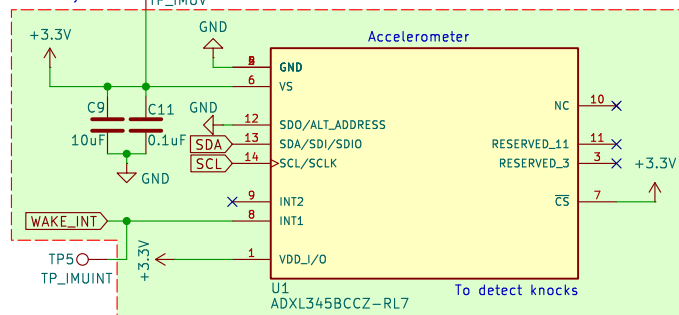 TP_IMUV
GND
+3.3V
Accelerometer
GND
6
VS
C9
C11
10uF
0.1uF
GND
12
SDO/ALT_ADDRESS
NC
10
SDA
13
SDA/SDI/SDIO
RESERVED_11
11
SCL
14
SCL/SCLK
RESERVED_3
3
+3.3V
GND
9
INT2
CS
7
WAKE_INT
8
INT1
TP5
+3.3V
1
VDD_I/O
TP_IMUINT
U1
To detect knocks
ADXL345BCCZ-RL7